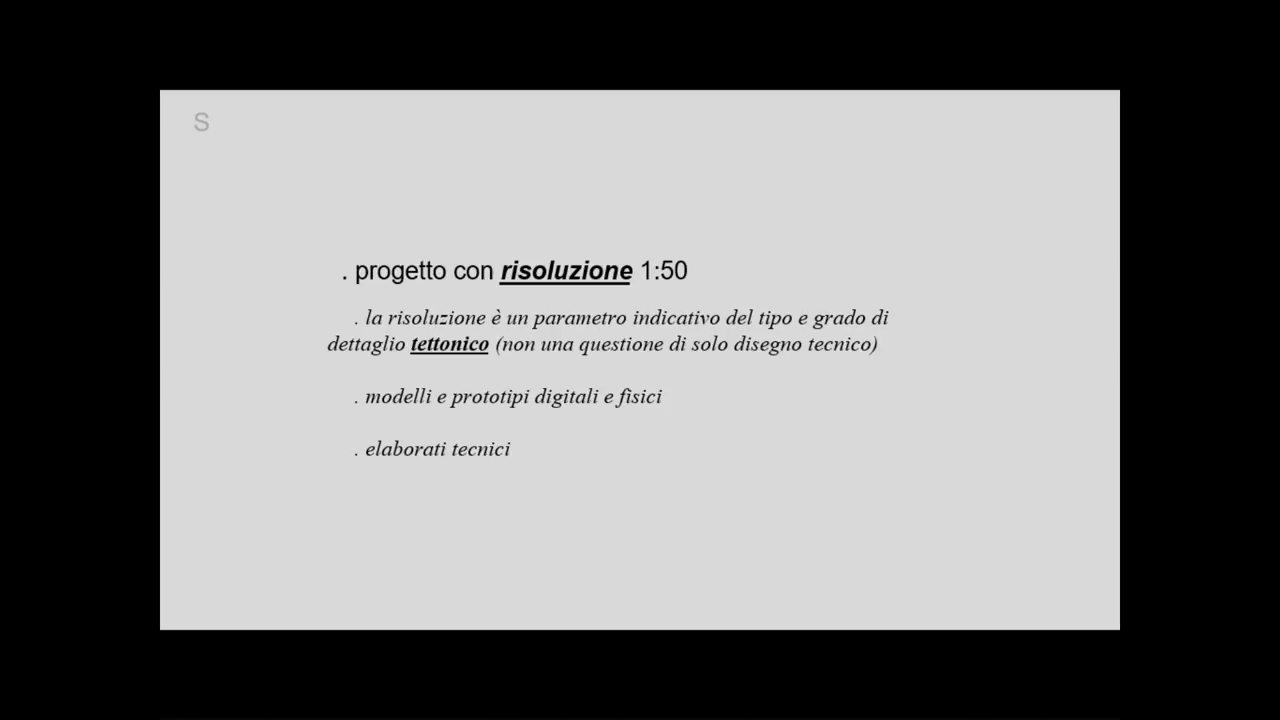 S
. progetto con risoluzione 1:50
. la risoluzione è un parametro indicativo del tipo e grado di
dettaglio tettonico (non una questione di solo disegno tecnico)
. modelli e prototipi digitali e fisici
. elaborati tecnici